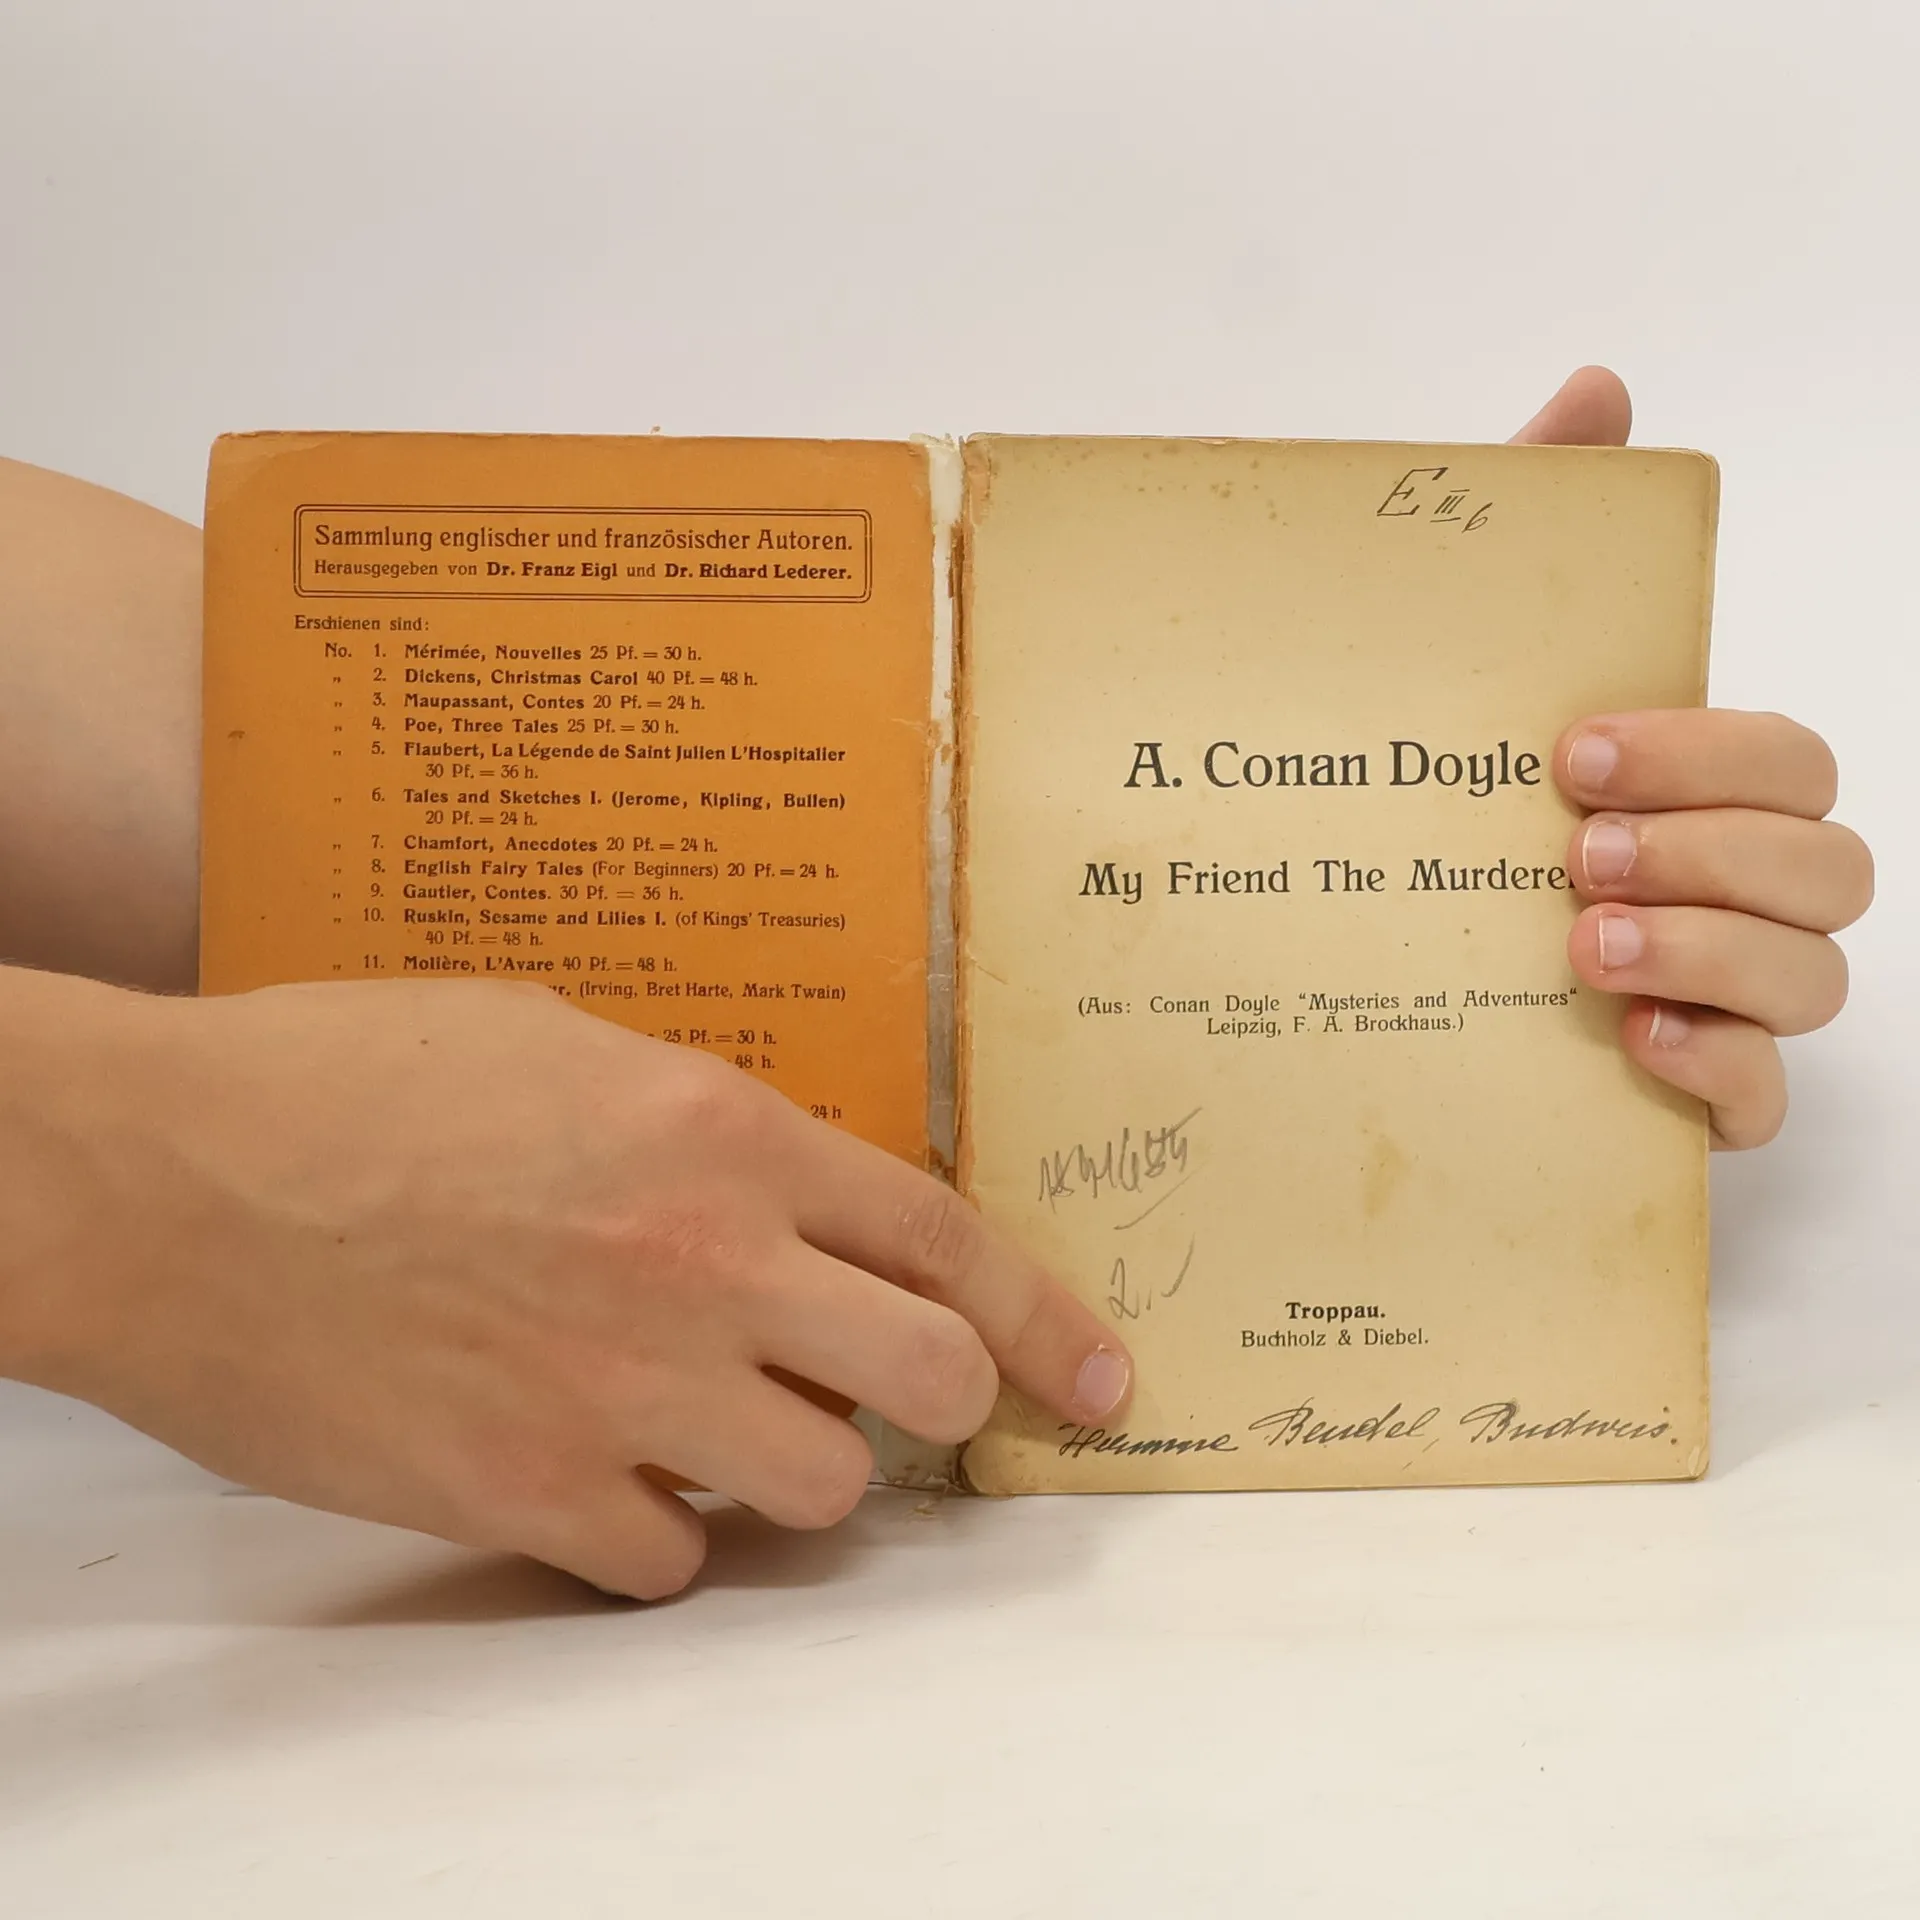 Sammlung englischer und französischer Autoren.
Herausgegeben von Dr. Franz Eigl und Dr. Richard Lederer.
Erschienen sind:
No. 1. Mérimée, Nouvelles 25 Pf. = 30 h.
„ 2. Dickens, Christmas Carol 40 Pf. = 48 h.
„ 3. Maupassant, Contes 20 Pf. = 24 h.
„ 4. Poe, Three Tales 25 Pf. = 30 h.
„ 5. Flaubert, La Légende de Saint Julien L'Hospitalier
30 Pf. = 36 h.
„ 6. Tales and Sketches I. (Jerome, Kipling, Bullen)
20 Pf. = 24 h.
„ 7. Chamfort, Anecdotes 20 Pf. = 24 h.
„ 8. English Fairy Tales (For Beginners) 20 Pf. = 24 h.
„ 9. Gautier, Contes. 30 Pf. = 36 h.
„ 10. Ruskin, Sesame and Lilies I. (of Kings' Treasuries)
40 Pf. = 48 h.
„ 11. Molière, L'Avare 40 Pf. = 48 h.
(Irving, Bret Harte, Mark Twain)
25 Pf. = 30 h.
48 h.
24 h
E III 6
A. Conan Doyle
My Friend The
(Aus: Conan Doyle “Mysteries and Adventures“
Leipzig, F. A. Brockhaus.)
2.
Troppau.
Buchholz & Diebel.
Hermine Bendel, Budweis.